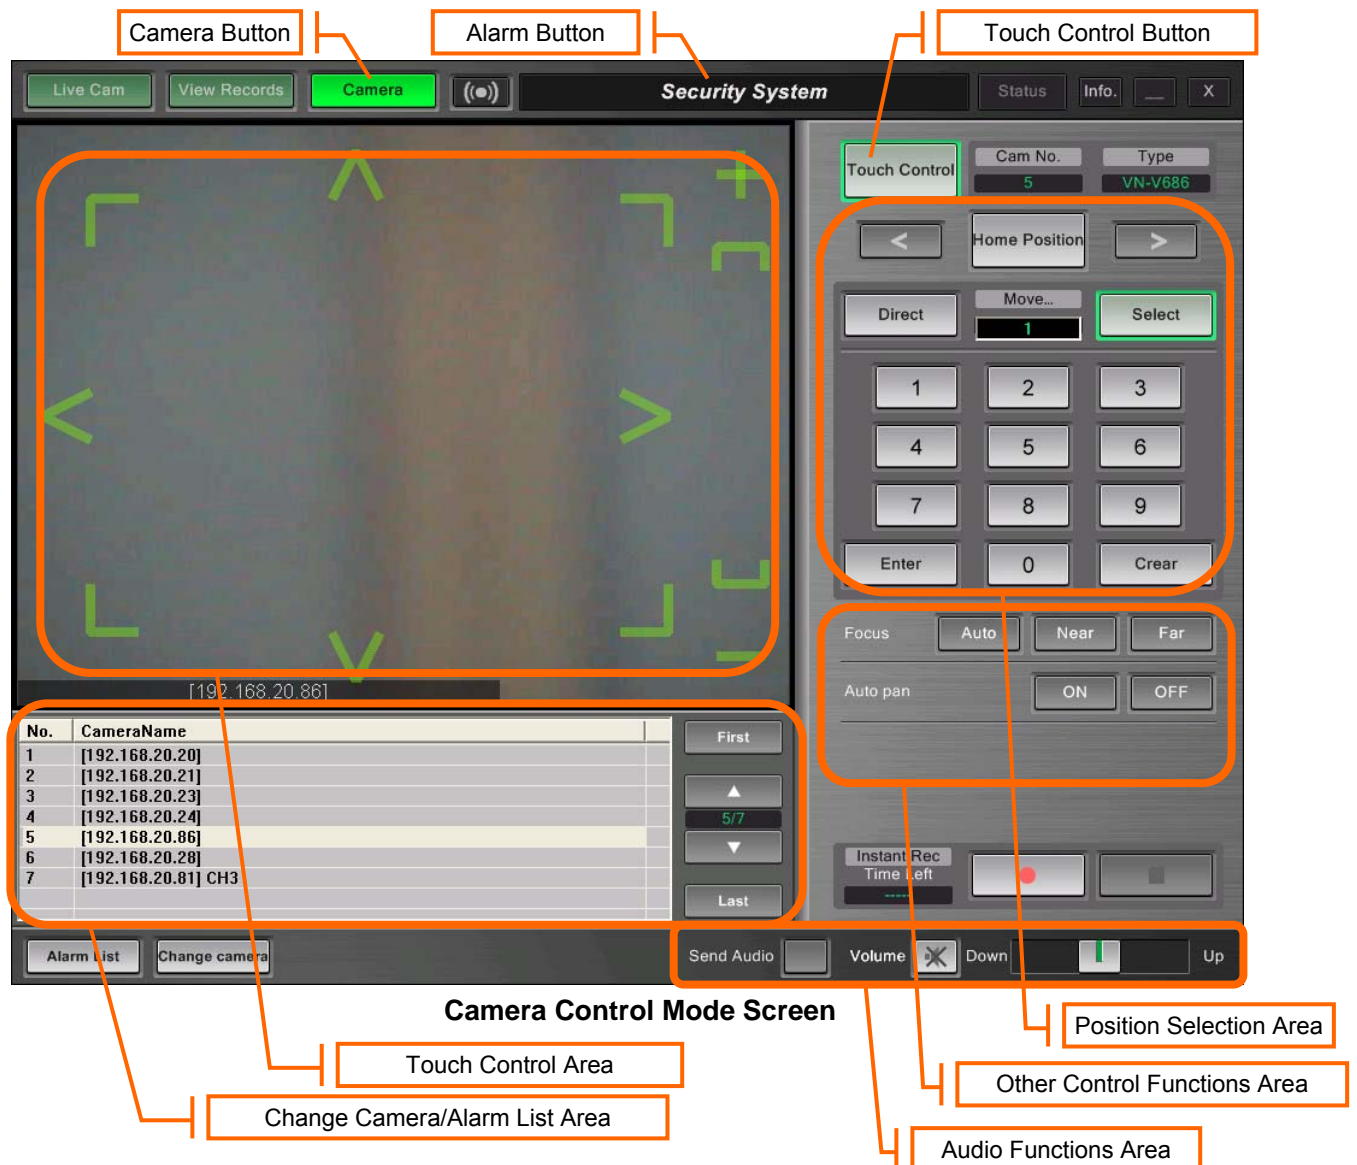 Camera Button
Alarm Button
Touch Control Button
Live Cam
View Records
Camera
((●))
Security System
Status
Info.
__
X
Touch Control
Cam No.
5
Type
VN-V686
<
Home Position
>
Direct
Move...
1
Select
1
2
3
4
5
6
7
8
9
Enter
0
Crear
Focus
Auto
Near
Far
Auto pan
ON
OFF
[192.168.20.86]
No. CameraName
1 [192.168.20.20]
2 [192.168.20.21]
3 [192.168.20.23]
4 [192.168.20.24]
5 [192.168.20.86]
6 [192.168.20.28]
7 [192.168.20.81] CH3
First
5/7
Last
Instant Rec
Time Left
-----
Alarm List
Change camera
Send Audio
Volume
Down
Up
Camera Control Mode Screen
Position Selection Area
Touch Control Area
Other Control Functions Area
Change Camera/Alarm List Area
Audio Functions Area